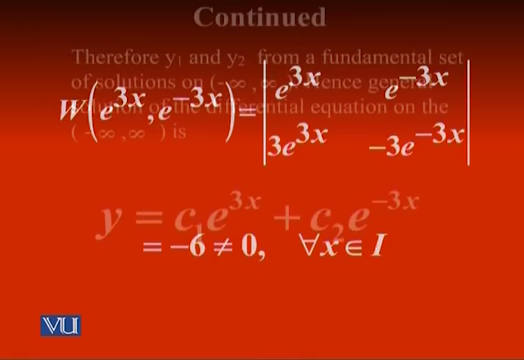 Continued
Therefore y₁ and y₂ from a fundamental set
of solutions on (-∞, ∞ hence general
of the differential equation on the
(-∞, ∞) is
W(e^{3x}, e^{−3x}) = | e^{3x} e^{−3x} |
| 3e^{3x} −3e^{−3x} |
y = c₁e^{3x} + c₂e^{−3x}
= −6 ≠ 0, ∀x ∈ I
VU